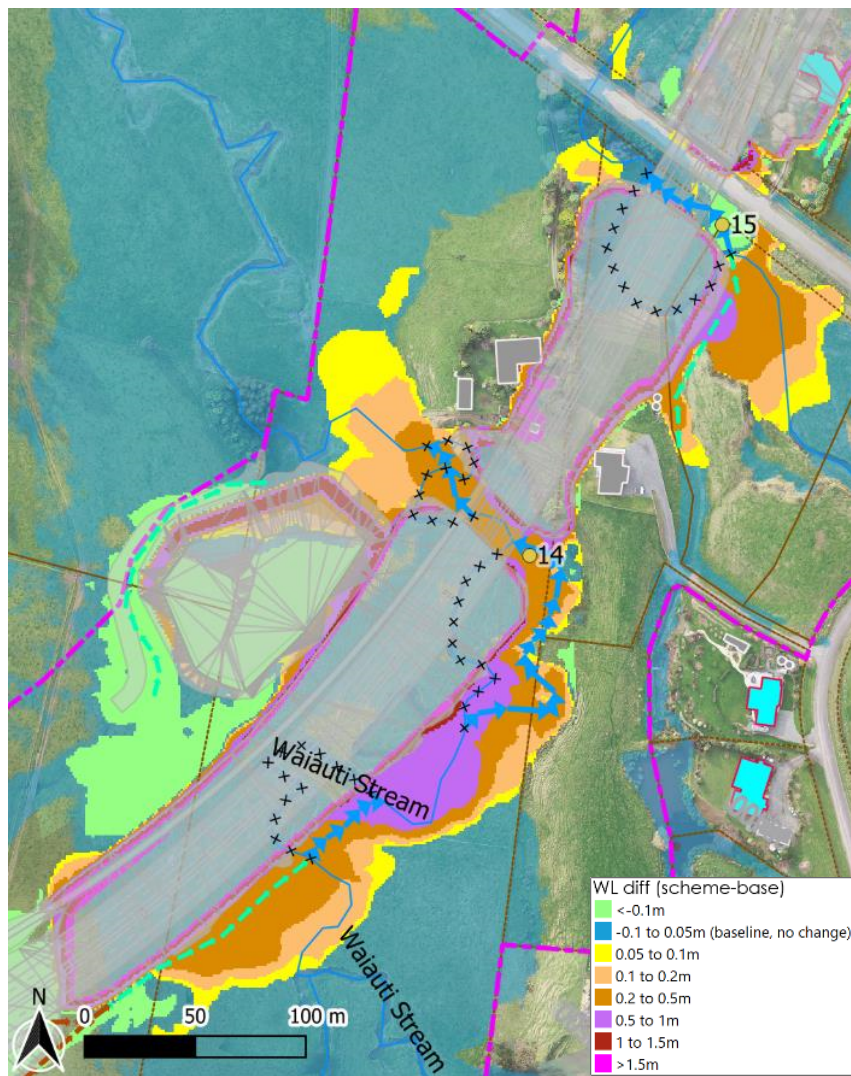 15
14
Waiauti Stream
Waiauti Stream
N
0 50 100 m
WL diff (scheme-base)
<-0.1m
-0.1 to 0.05m (baseline, no change)
0.05 to 0.1m
0.1 to 0.2m
0.2 to 0.5m
0.5 to 1m
1 to 1.5m
>1.5m